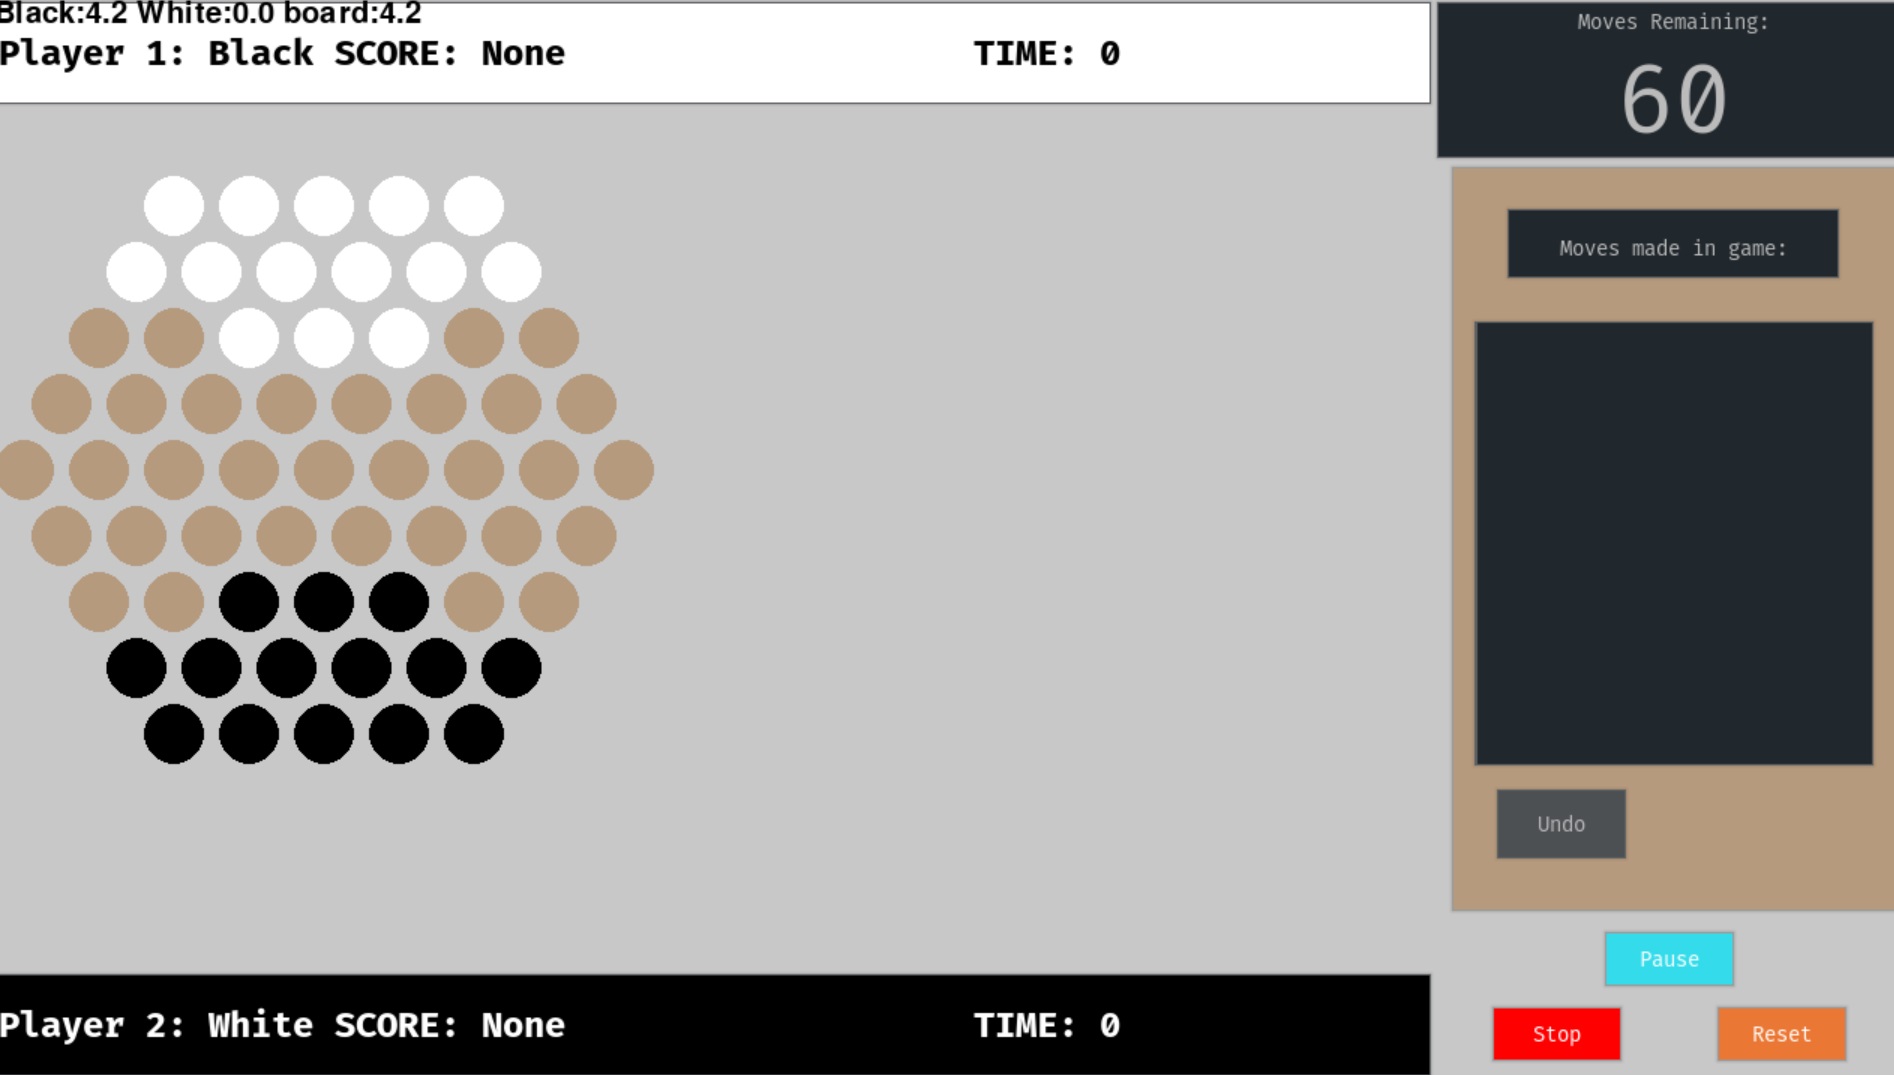 Black:4.2 White:0.0 board:4.2
Player 1: Black SCORE: None TIME: 0
Moves Remaining:
60
Moves made in game:
Undo
Pause
Player 2: White SCORE: None TIME: 0
Stop
Reset